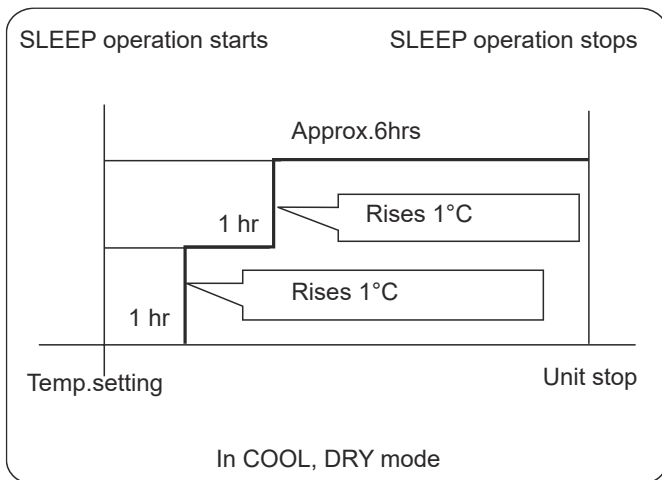 SLEEP operation starts SLEEP operation stops
Approx.6hrs
Rises 1°C
1 hr
Rises 1°C
1 hr
Temp.setting Unit stop
In COOL, DRY mode